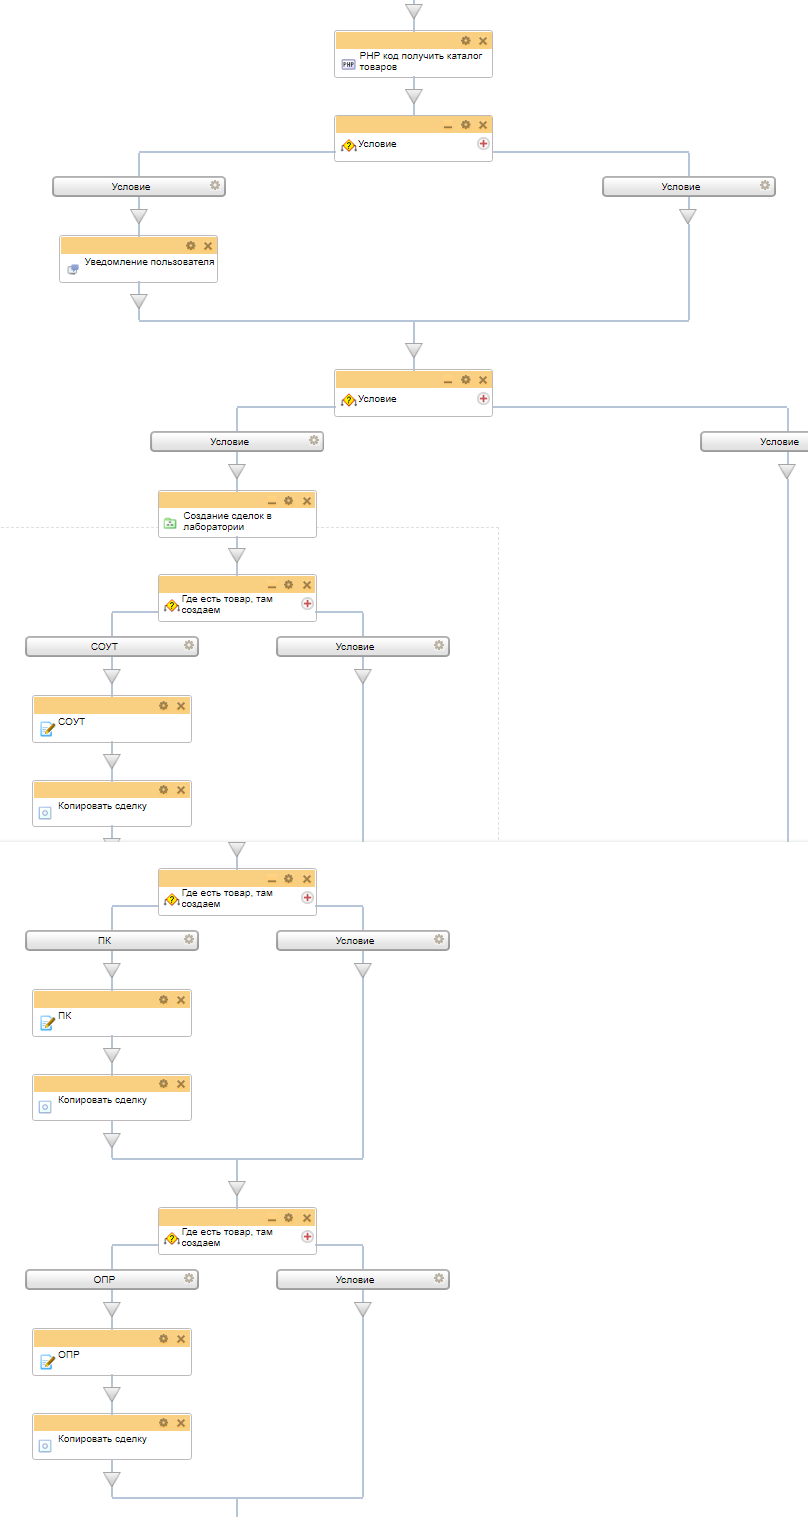 PHP код получить каталог
товаров
PHP
Условие
Условие
Условие
Уведомление пользователя
Условие
Условие
Условие
Создание сделок в
лаборатории
Где есть товар, там
создаем
СОУТ
Условие
СОУТ
Копировать сделку
Где есть товар, там
создаем
ПК
Условие
ПК
Копировать сделку
Где есть товар, там
создаем
ОПР
Условие
ОПР
Копировать сделку